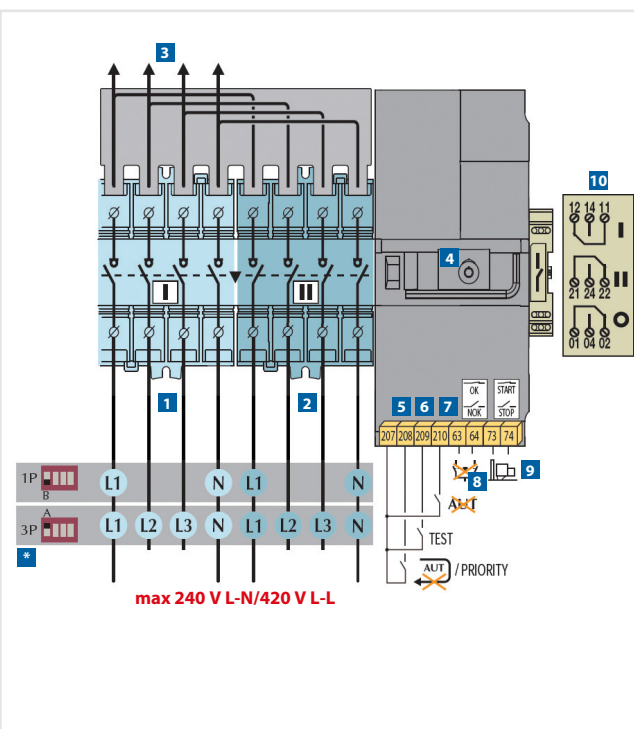 3
10
12 14 11
I
4
I
II
21 24 22
II
01 04 02
O
1
2
5 6 7
OK
NOK
START
STOP
207 208 209 210 63 64 73 74
8
9
1P
B
L1 N L1 N
AUT
A
3P
L1 L2 L3 N L1 L2 L3 N
*
TEST
AUT / PRIORITY
max 240 V L-N/420 V L-L